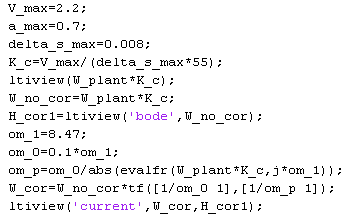 V_max=2.2;
a_max=0.7;
delta_s_max=0.008;
K_c=V_max/(delta_s_max*55);
ltiview(W_plant*K_c);
W_no_cor=W_plant*K_c;
H_cor1=ltiview('bode',W_no_cor);
om_1=8.47;
om_0=0.1*om_1;
om_p=om_0/abs(evalfr(W_plant*K_c,j*om_1));
W_cor=W_no_cor*tf([1/om_0 1],[1/om_p 1]);
ltiview('current',W_cor,H_cor1);